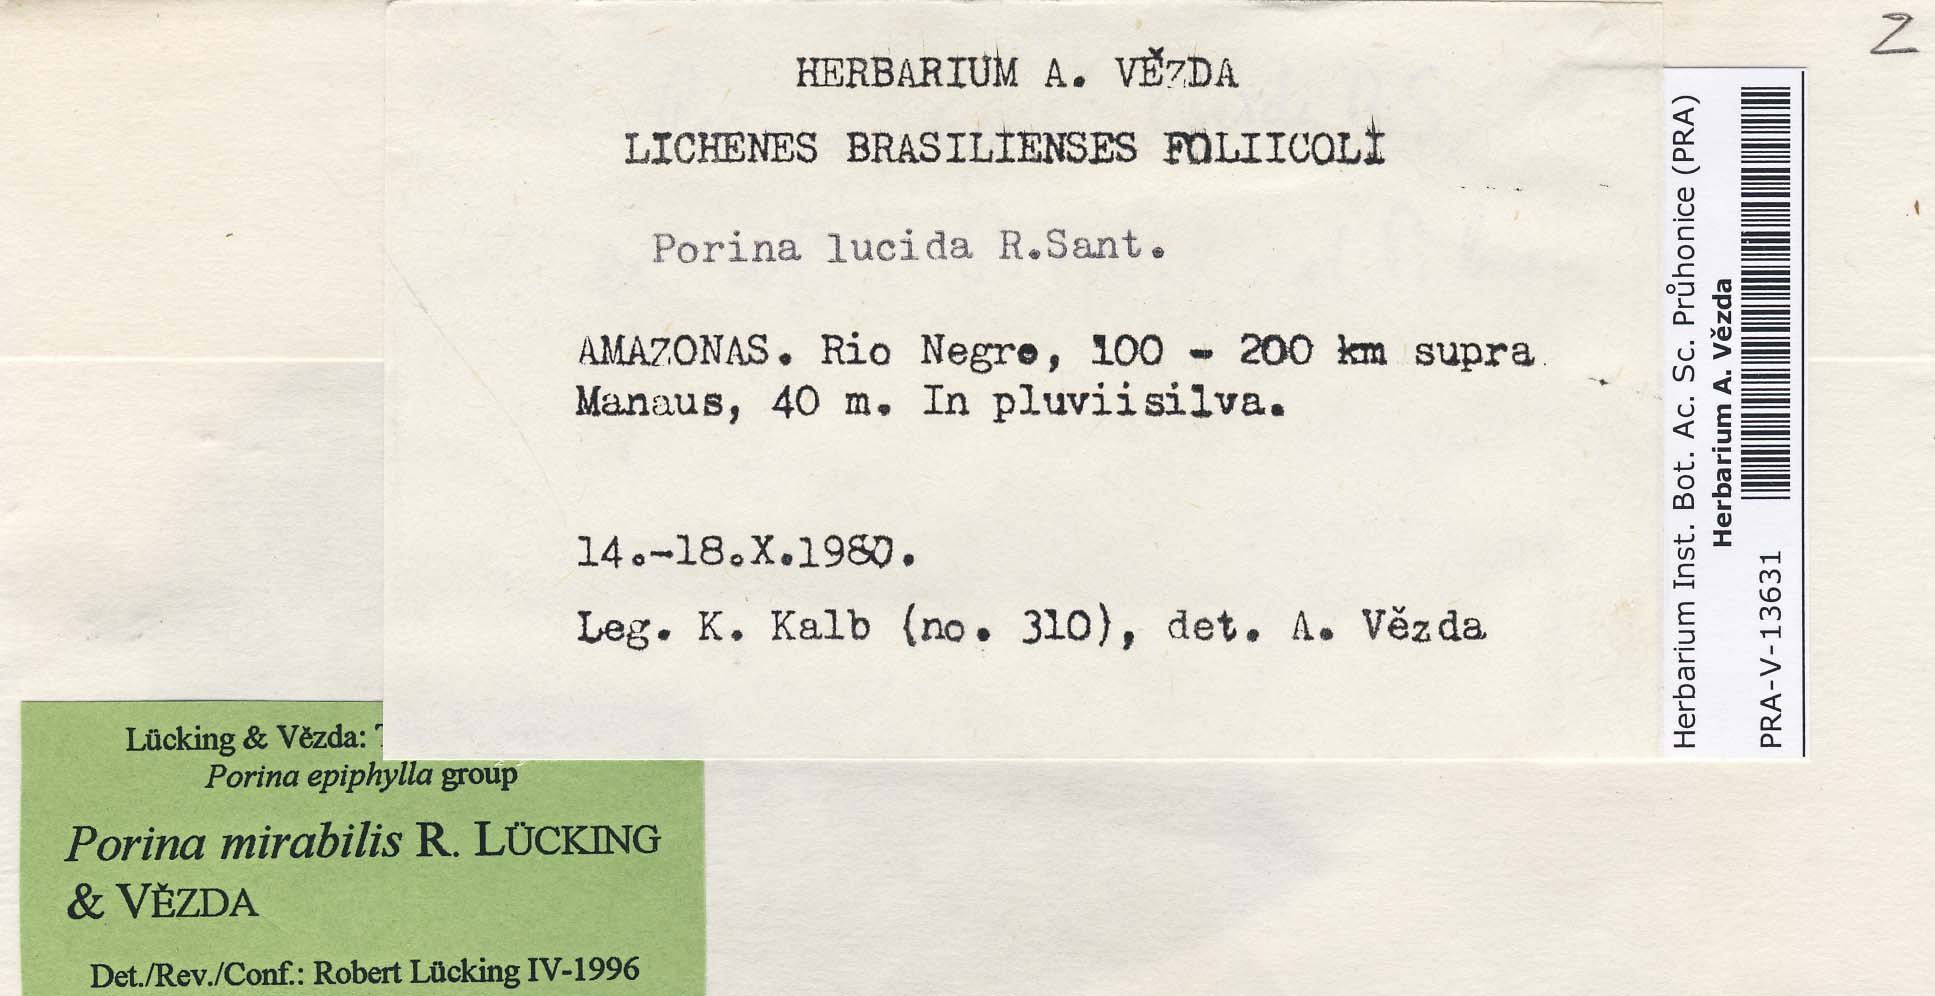 HERBARIUM A. VĚZDA
LICHENES BRASILIENSES FOLIICOLI
Porina lucida R.Sant.
AMAZONAS. Rio Negro, 100 - 200 km supra
Manaus, 40 m. In pluviisilva.
14.-18.X.1980.
Leg. K. Kalb (no. 310), det. A. Vězda
Herbarium Inst. Bot. Ac. Sc. Průhonice (PRA)
Herbarium A. Vězda
PRA-V-13631
Lücking & Vězda:
Porina epiphylla group
Porina mirabilis R. LÜCKING
& VĚZDA
Det./Rev./Conf.: Robert Lücking IV-1996